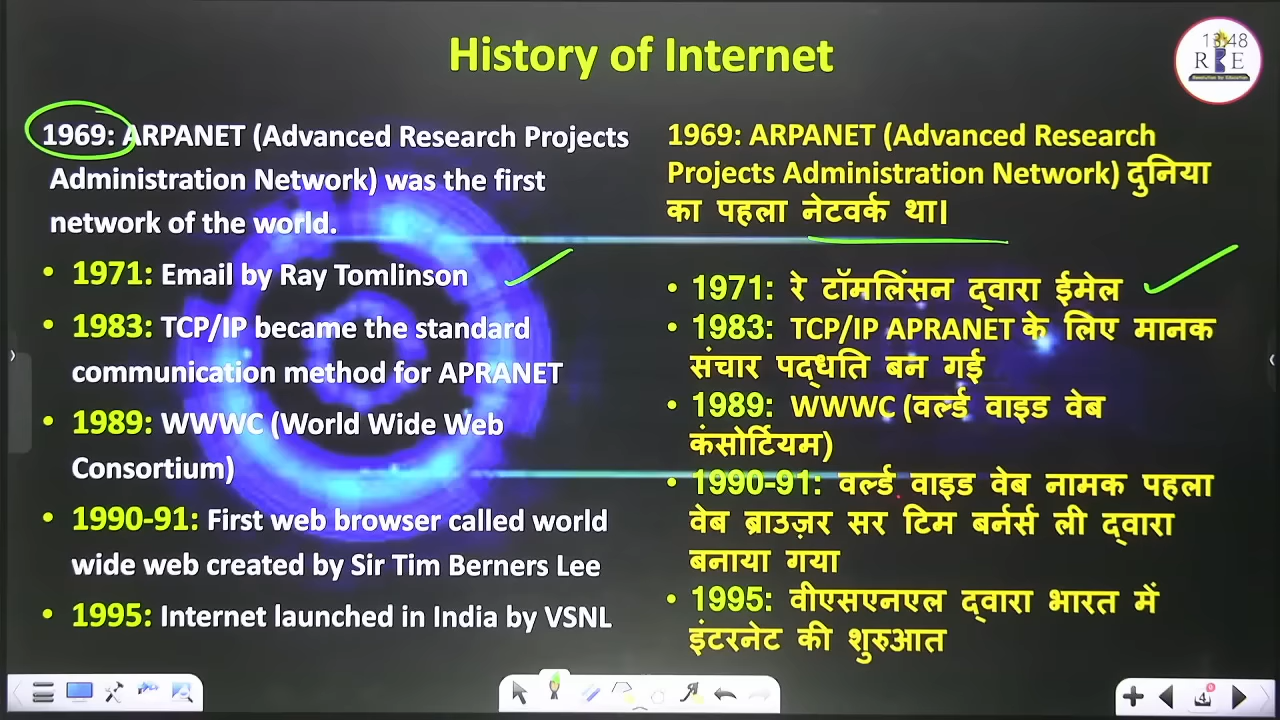 History of Internet
13:48
R E
Revolution by Education
1969: ARPANET (Advanced Research Projects
Administration Network) was the first
network of the world.
• 1971: Email by Ray Tomlinson
• 1983: TCP/IP became the standard
communication method for APRANET
• 1989: WWWC (World Wide Web
Consortium)
• 1990-91: First web browser called world
wide web created by Sir Tim Berners Lee
• 1995: Internet launched in India by VSNL
1969: ARPANET (Advanced Research
Projects Administration Network) दुनिया
का पहला नेटवर्क था।
• 1971: रे टॉमलिंसन द्वारा ईमेल
• 1983: TCP/IP APRANET के लिए मानक
संचार पद्धति बन गई
• 1989: WWWC (वर्ल्ड वाइड वेब
कंसोर्टियम)
• 1990-91: वर्ल्ड वाइड वेब नामक पहला
वेब ब्राउज़र सर टिम बर्नर्स ली द्वारा
बनाया गया
• 1995: वीएसएनएल द्वारा भारत में
इंटरनेट की शुरुआत
4